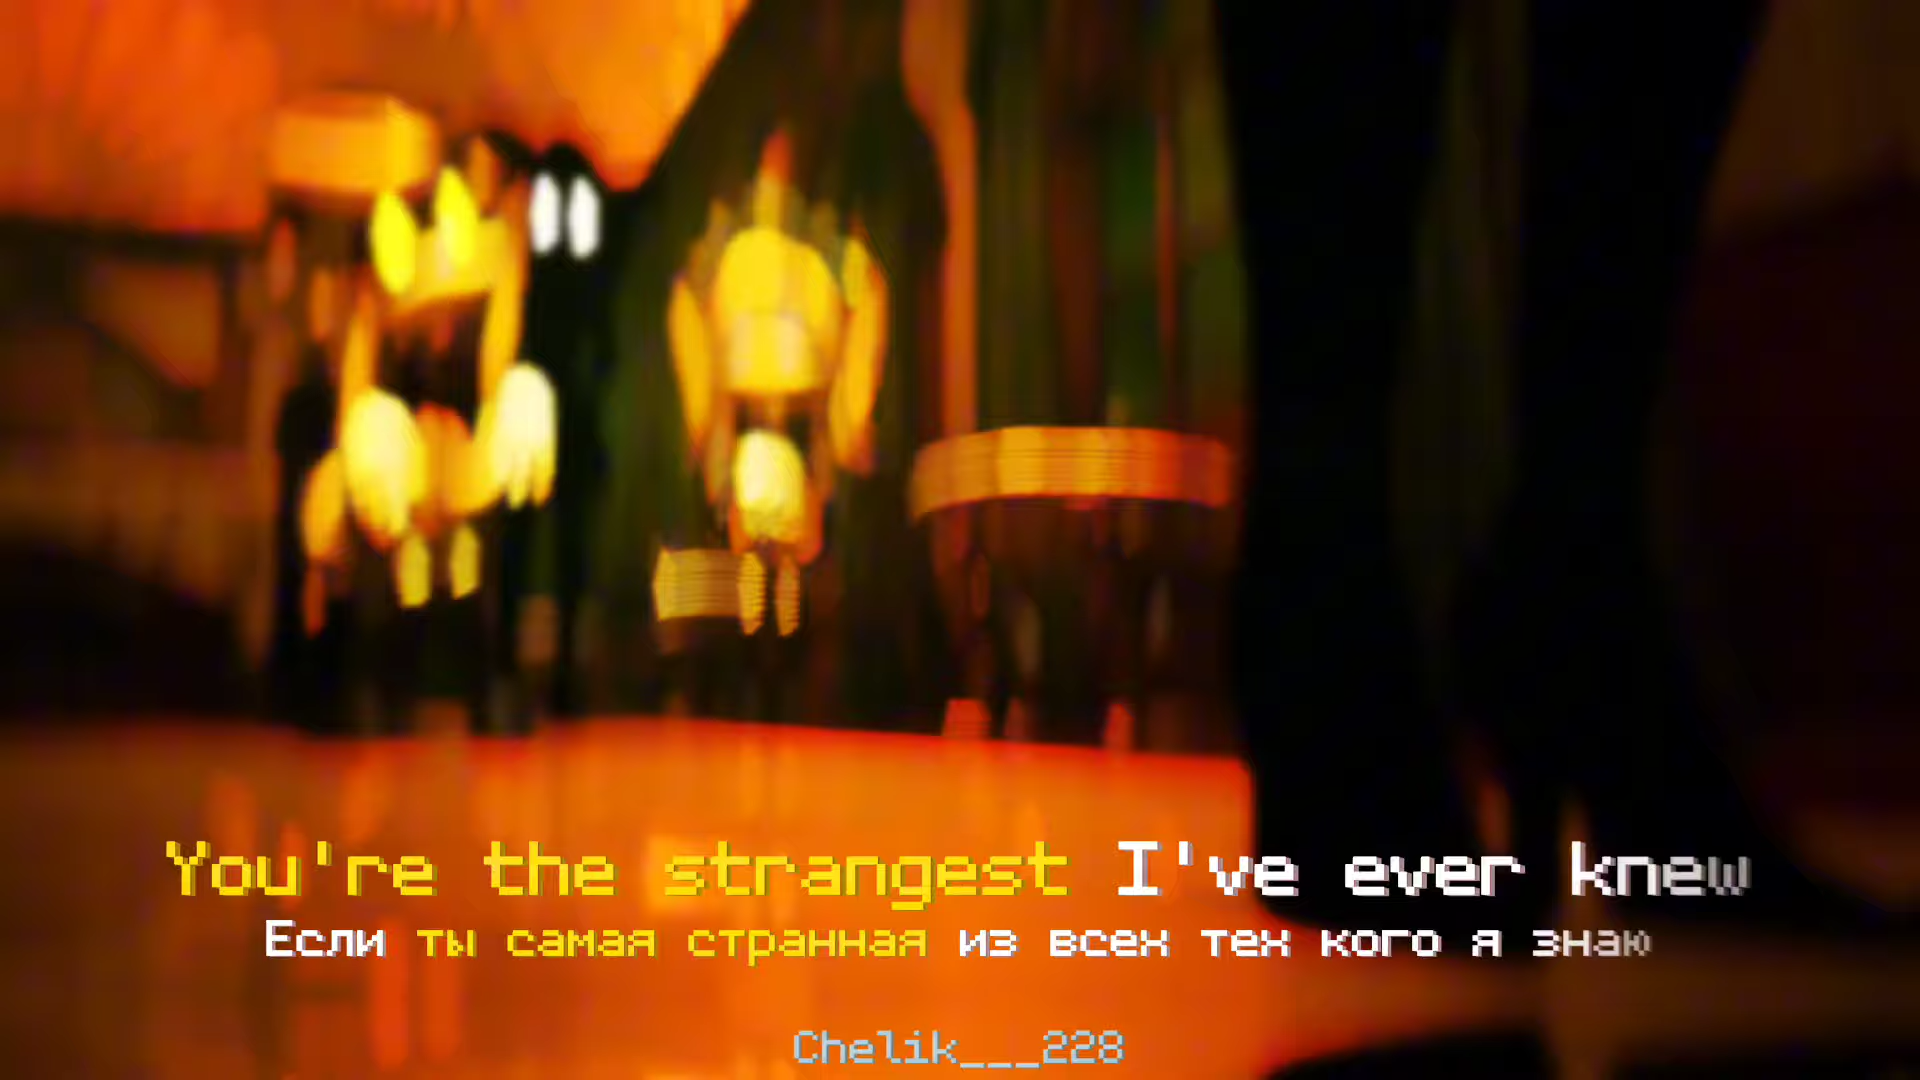 You're the strangest I've ever knew
Если ты самая странная из всех тех кого я знаю
Chelik___228